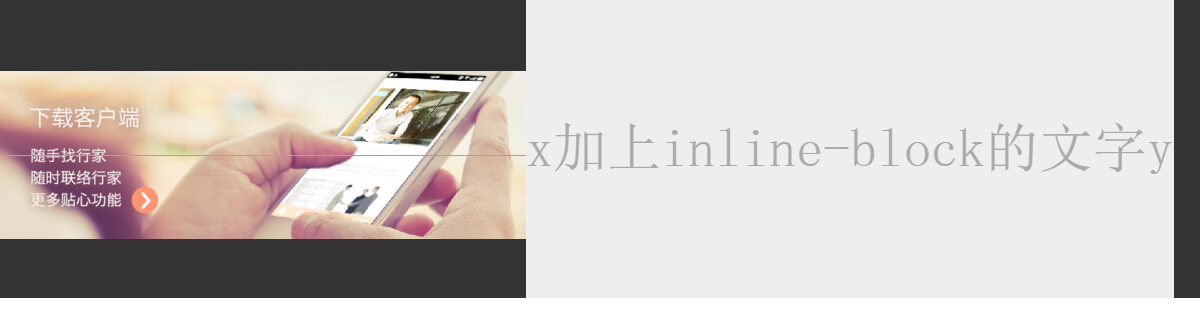 下载客户端
随手找行家
随时联络行家
更多贴心功能
x加上inline-block的文字y